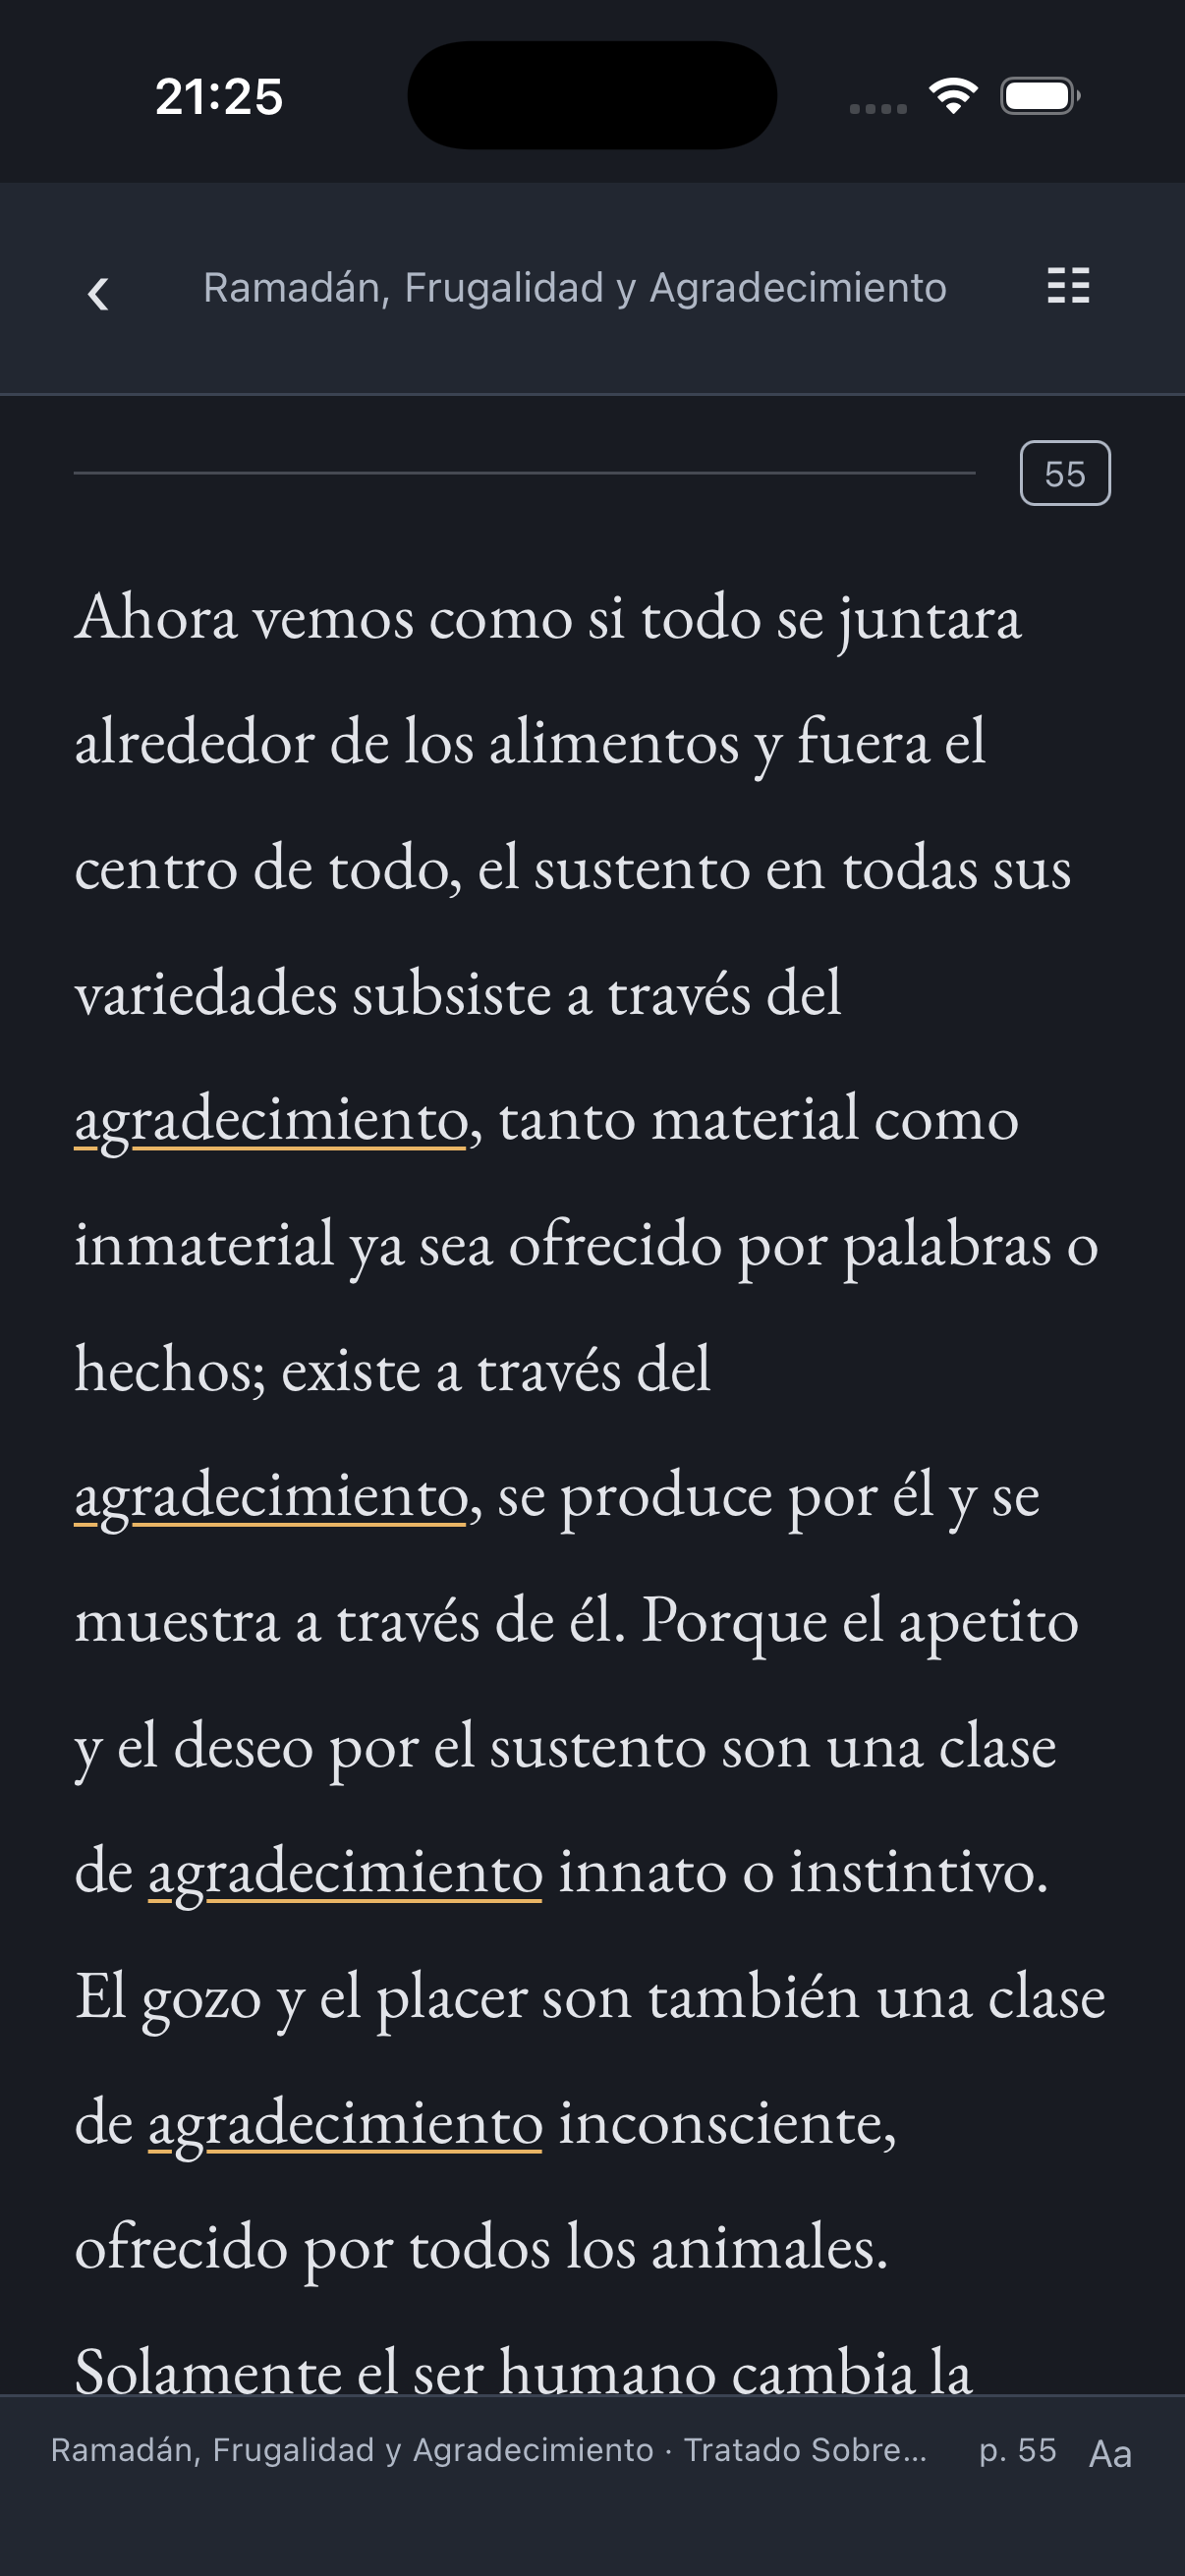 21:25
Ramadán, Frugalidad y Agradecimiento
55
Ahora vemos como si todo se juntara
alrededor de los alimentos y fuera el
centro de todo, el sustento en todas sus
variedades subsiste a través del
agradecimiento, tanto material como
inmaterial ya sea ofrecido por palabras o
hechos; existe a través del
agradecimiento, se produce por él y se
muestra a través de él. Porque el apetito
y el deseo por el sustento son una clase
de agradecimiento innato o instintivo.
El gozo y el placer son también una clase
de agradecimiento inconsciente,
ofrecido por todos los animales.
Solamente el ser humano cambia la
Ramadán, Frugalidad y Agradecimiento · Tratado Sobre... p. 55 Aa